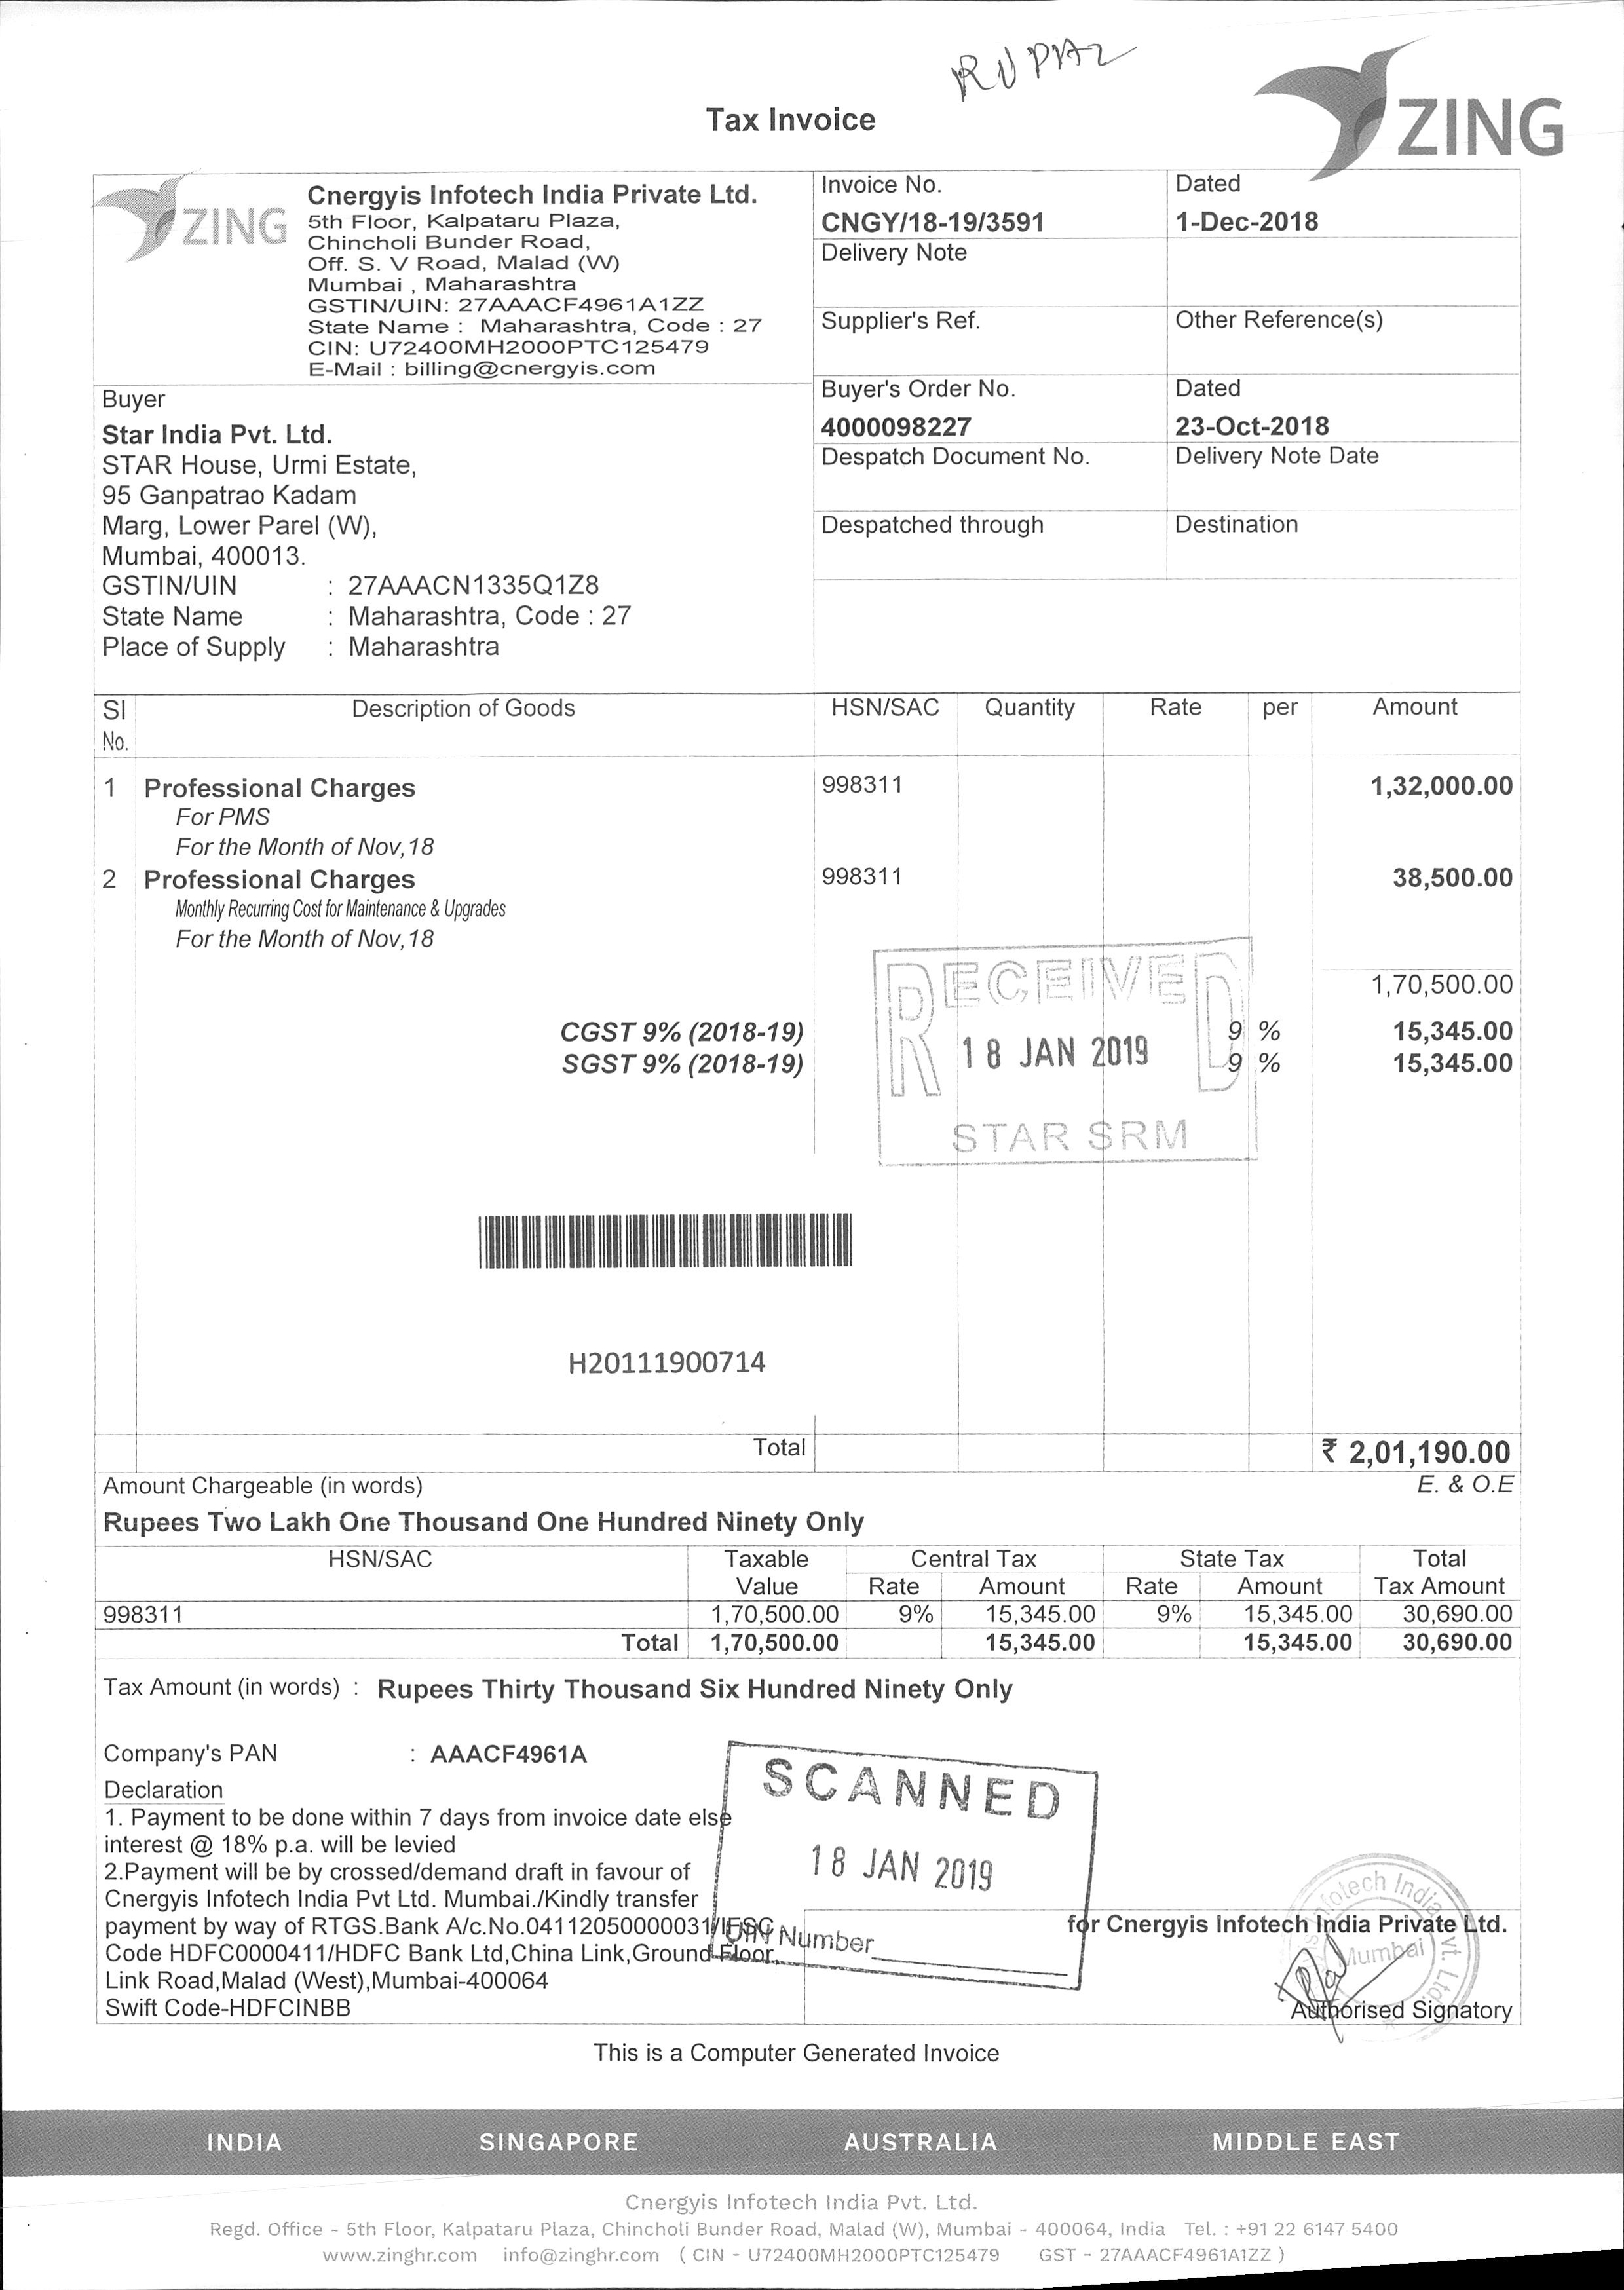 RUPAL
Tax Invoice
ZING
ZING
Cnergyis Infotech India Private Ltd.
5th Floor, Kalpataru Plaza,
Chincholi Bunder Road,
Off. S. V Road, Malad (W)
Mumbai , Maharashtra
GSTIN/UIN: 27AAACF4961A1ZZ
State Name : Maharashtra, Code : 27
CIN: U72400MH2000PTC125479
E-Mail : billing@cnergyis.com
Invoice No. Dated
CNGY/18-19/3591 1-Dec-2018
Delivery Note
Supplier's Ref. Other Reference(s)
Buyer's Order No. Dated
4000098227 23-Oct-2018
Despatch Document No. Delivery Note Date
Despatched through Destination
Buyer
Star India Pvt. Ltd.
STAR House, Urmi Estate,
95 Ganpatrao Kadam
Marg, Lower Parel (W),
Mumbai, 400013.
GSTIN/UIN : 27AAACN1335Q1Z8
State Name : Maharashtra, Code : 27
Place of Supply : Maharashtra
SI No. Description of Goods HSN/SAC Quantity Rate per Amount
1 Professional Charges 998311 1,32,000.00
For PMS
For the Month of Nov,18
2 Professional Charges 998311 38,500.00
Monthly Recurring Cost for Maintenance & Upgrades
For the Month of Nov,18
1,70,500.00
CGST 9% (2018-19) 9 % 15,345.00
SGST 9% (2018-19) 9 % 15,345.00
RECEIVED
18 JAN 2019
STAR SRM
H20111900714
Total ₹ 2,01,190.00
Amount Chargeable (in words) E. & O.E
Rupees Two Lakh One Thousand One Hundred Ninety Only
HSN/SAC Taxable Value Central Tax State Tax Total Tax Amount
Rate Amount Rate Amount
998311 1,70,500.00 9% 15,345.00 9% 15,345.00 30,690.00
Total 1,70,500.00 15,345.00 15,345.00 30,690.00
Tax Amount (in words) : Rupees Thirty Thousand Six Hundred Ninety Only
Company's PAN : AAACF4961A
Declaration
1. Payment to be done within 7 days from invoice date else
interest @ 18% p.a. will be levied
2.Payment will be by crossed/demand draft in favour of
Cnergyis Infotech India Pvt Ltd. Mumbai./Kindly transfer
payment by way of RTGS.Bank A/c.No.04112050000031/IFSC
Code HDFC0000411/HDFC Bank Ltd,China Link,Ground Floor,
Link Road,Malad (West),Mumbai-400064
Swift Code-HDFCINBB
SCANNED
18 JAN 2019
Number
for Cnergyis Infotech India Private Ltd.
Infotech India Pvt. Ltd.
Mumbai
Authorised Signatory
This is a Computer Generated Invoice
INDIA SINGAPORE AUSTRALIA MIDDLE EAST
Cnergyis Infotech India Pvt. Ltd.
Regd. Office - 5th Floor, Kalpataru Plaza, Chincholi Bunder Road, Malad (W), Mumbai - 400064, India Tel. : +91 22 6147 5400
www.zinghr.com info@zinghr.com ( CIN - U72400MH2000PTC125479 GST - 27AAACF4961A1ZZ )